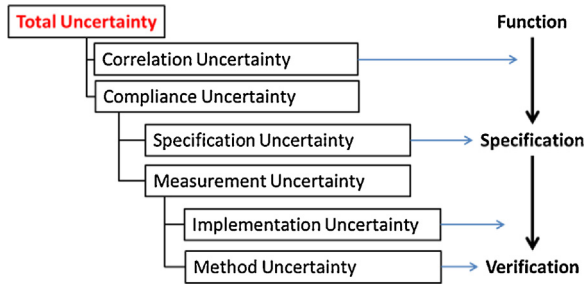 Total Uncertainty
Function
Correlation Uncertainty
Compliance Uncertainty
Specification Uncertainty
Specification
Measurement Uncertainty
Implementation Uncertainty
Method Uncertainty
Verification